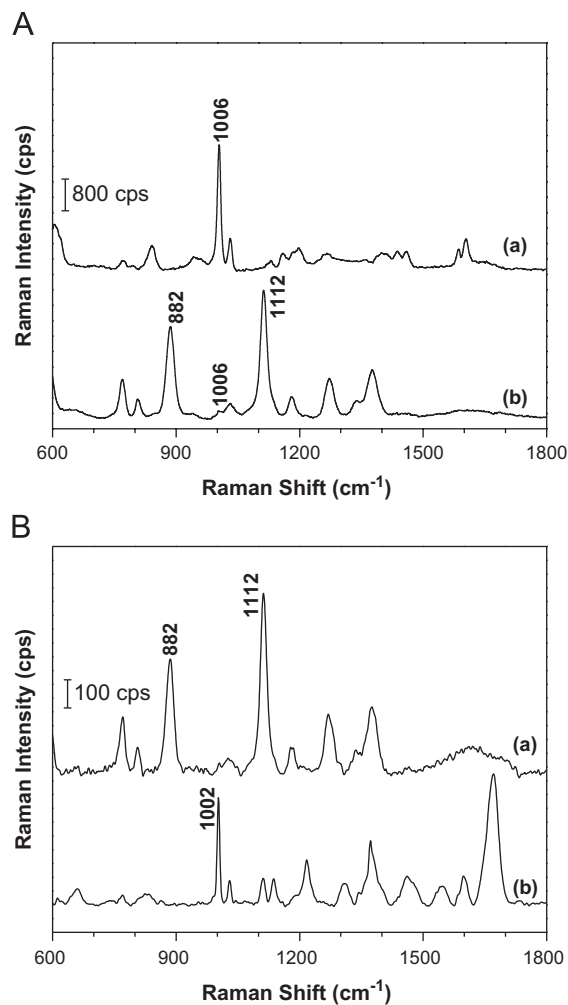 A
1006
800 cps
(a)
882
1112
1006
(b)
600 900 1200 1500 1800
Raman Shift (cm-1)
Raman Intensity (cps)
B
1112
882
100 cps
(a)
1002
(b)
600 900 1200 1500 1800
Raman Shift (cm-1)
Raman Intensity (cps)